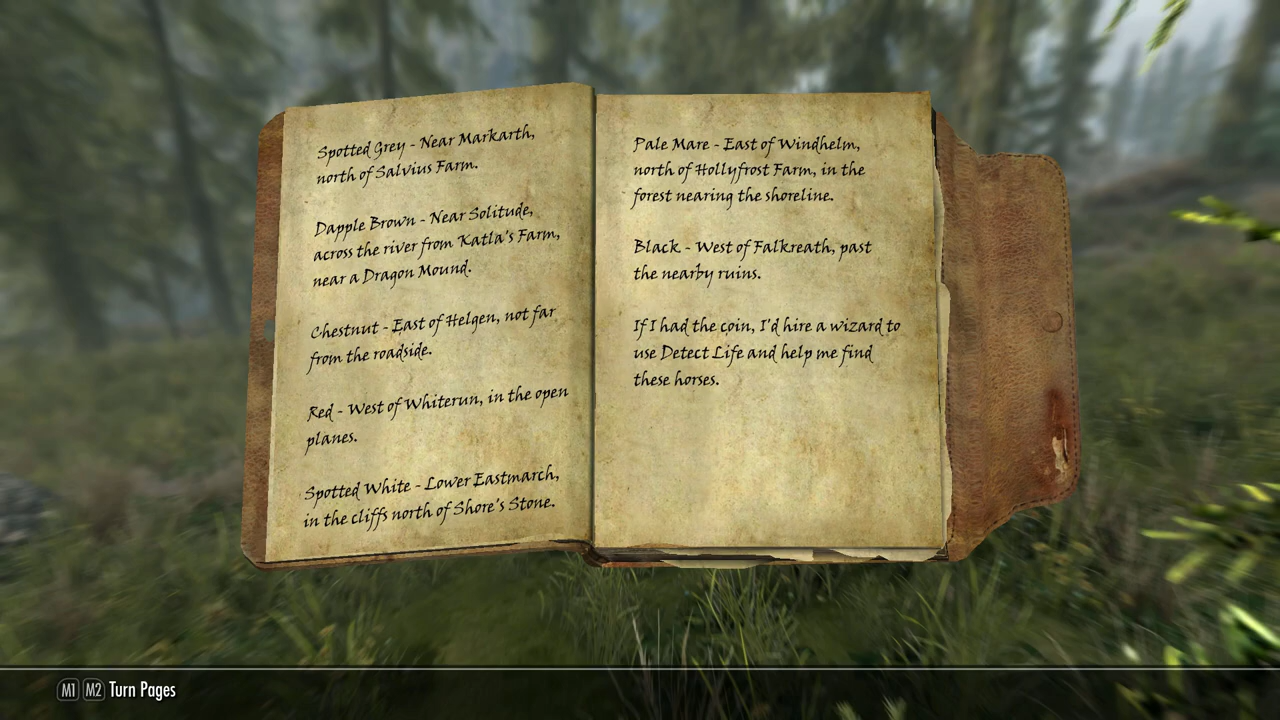 Spotted Grey - Near Markarth,
north of Salvius Farm.
Dapple Brown - Near Solitude,
across the river from Katla's Farm,
near a Dragon Mound.
Chestnut - East of Helgen, not far
from the roadside.
Red - West of Whiterun, in the open
planes.
Spotted White - Lower Eastmarch,
in the cliffs north of Shore's Stone.
Pale Mare - East of Windhelm,
north of Hollyfrost Farm, in the
forest nearing the shoreline.
Black - West of Falkreath, past
the nearby ruins.
If I had the coin, I'd hire a wizard to
use Detect Life and help me find
these horses.
M1 M2 Turn Pages